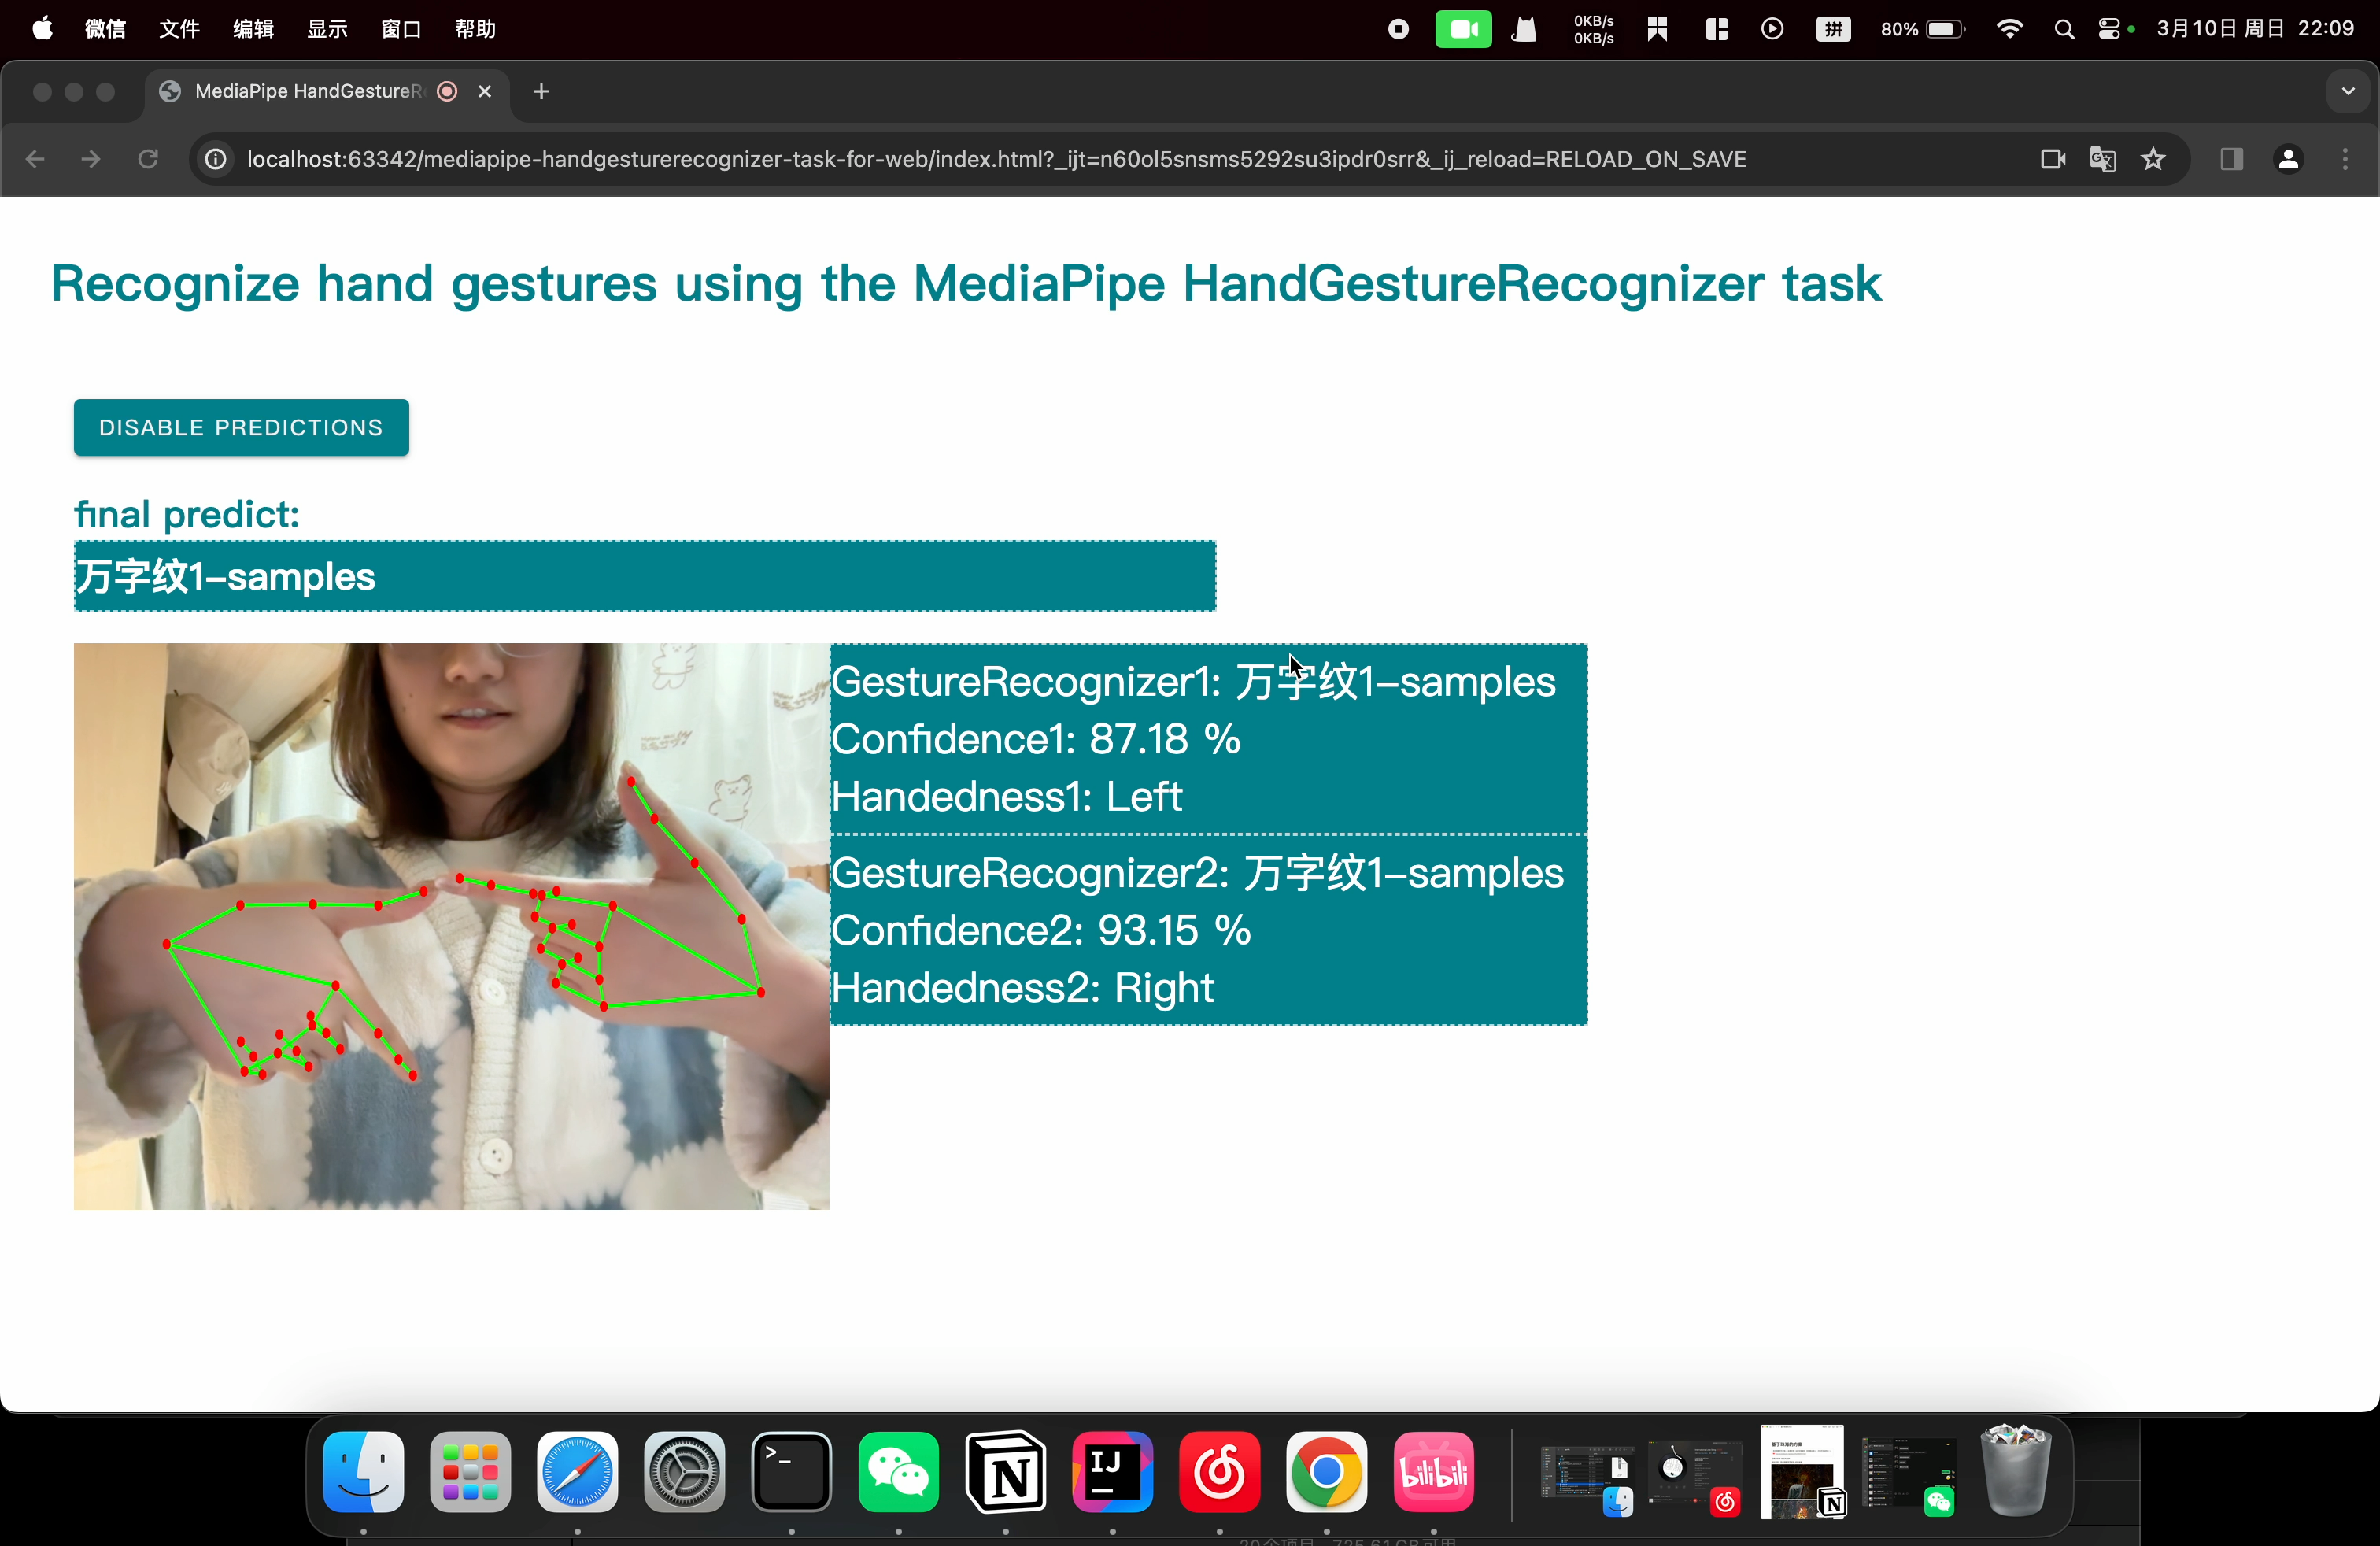 微信 文件 编辑 显示 窗口 帮助
0KB/s
0KB/s
拼 80% 3月10日 周日 22:09
MediaPipe HandGestureR
localhost:63342/mediapipe-handgesturerecognizer-task-for-web/index.html?_ijt=n60ol5snsms5292su3ipdr0srr&_ij_reload=RELOAD_ON_SAVE
Recognize hand gestures using the MediaPipe HandGestureRecognizer task
DISABLE PREDICTIONS
final predict:
万字纹1-samples
GestureRecognizer1: 万字纹1-samples
Confidence1: 87.18 %
Handedness1: Left
GestureRecognizer2: 万字纹1-samples
Confidence2: 93.15 %
Handedness2: Right
>_ N IJ bilibili